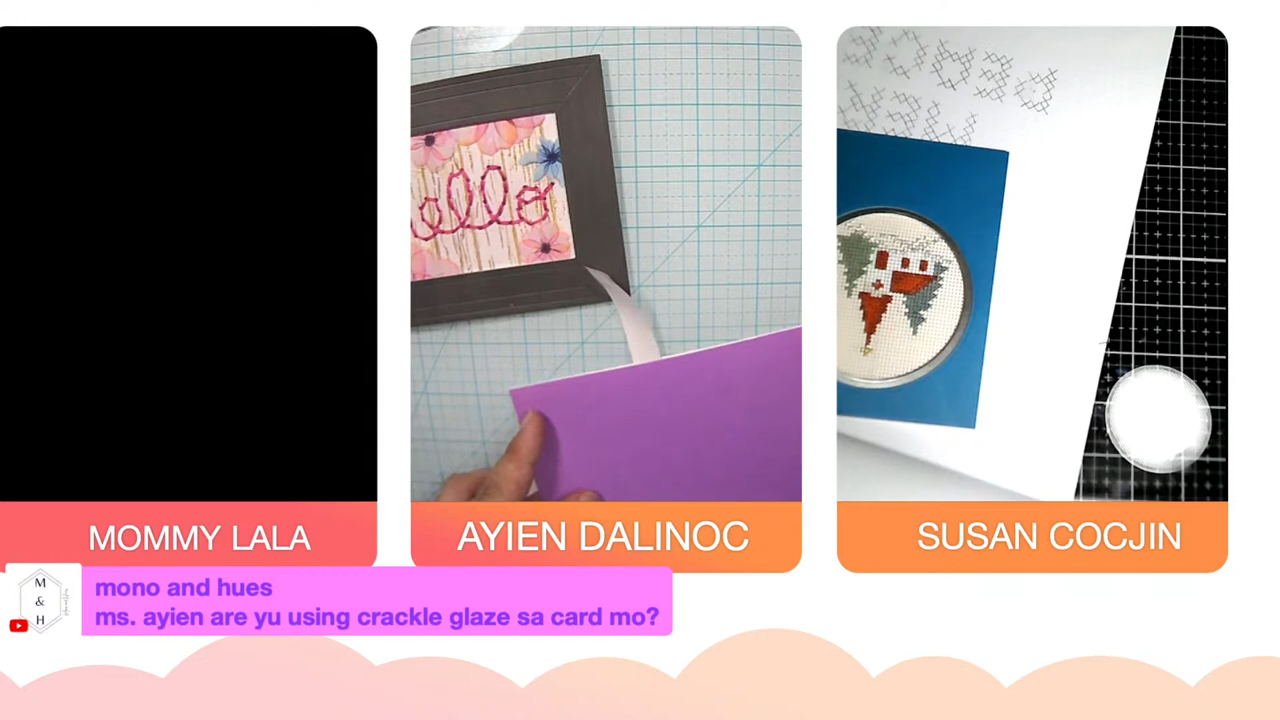 hello
MOMMY LALA
AYIEN DALINOC
SUSAN COCJIN
M
&
H
mono and hues
ms. ayien are yu using crackle glaze sa card mo?